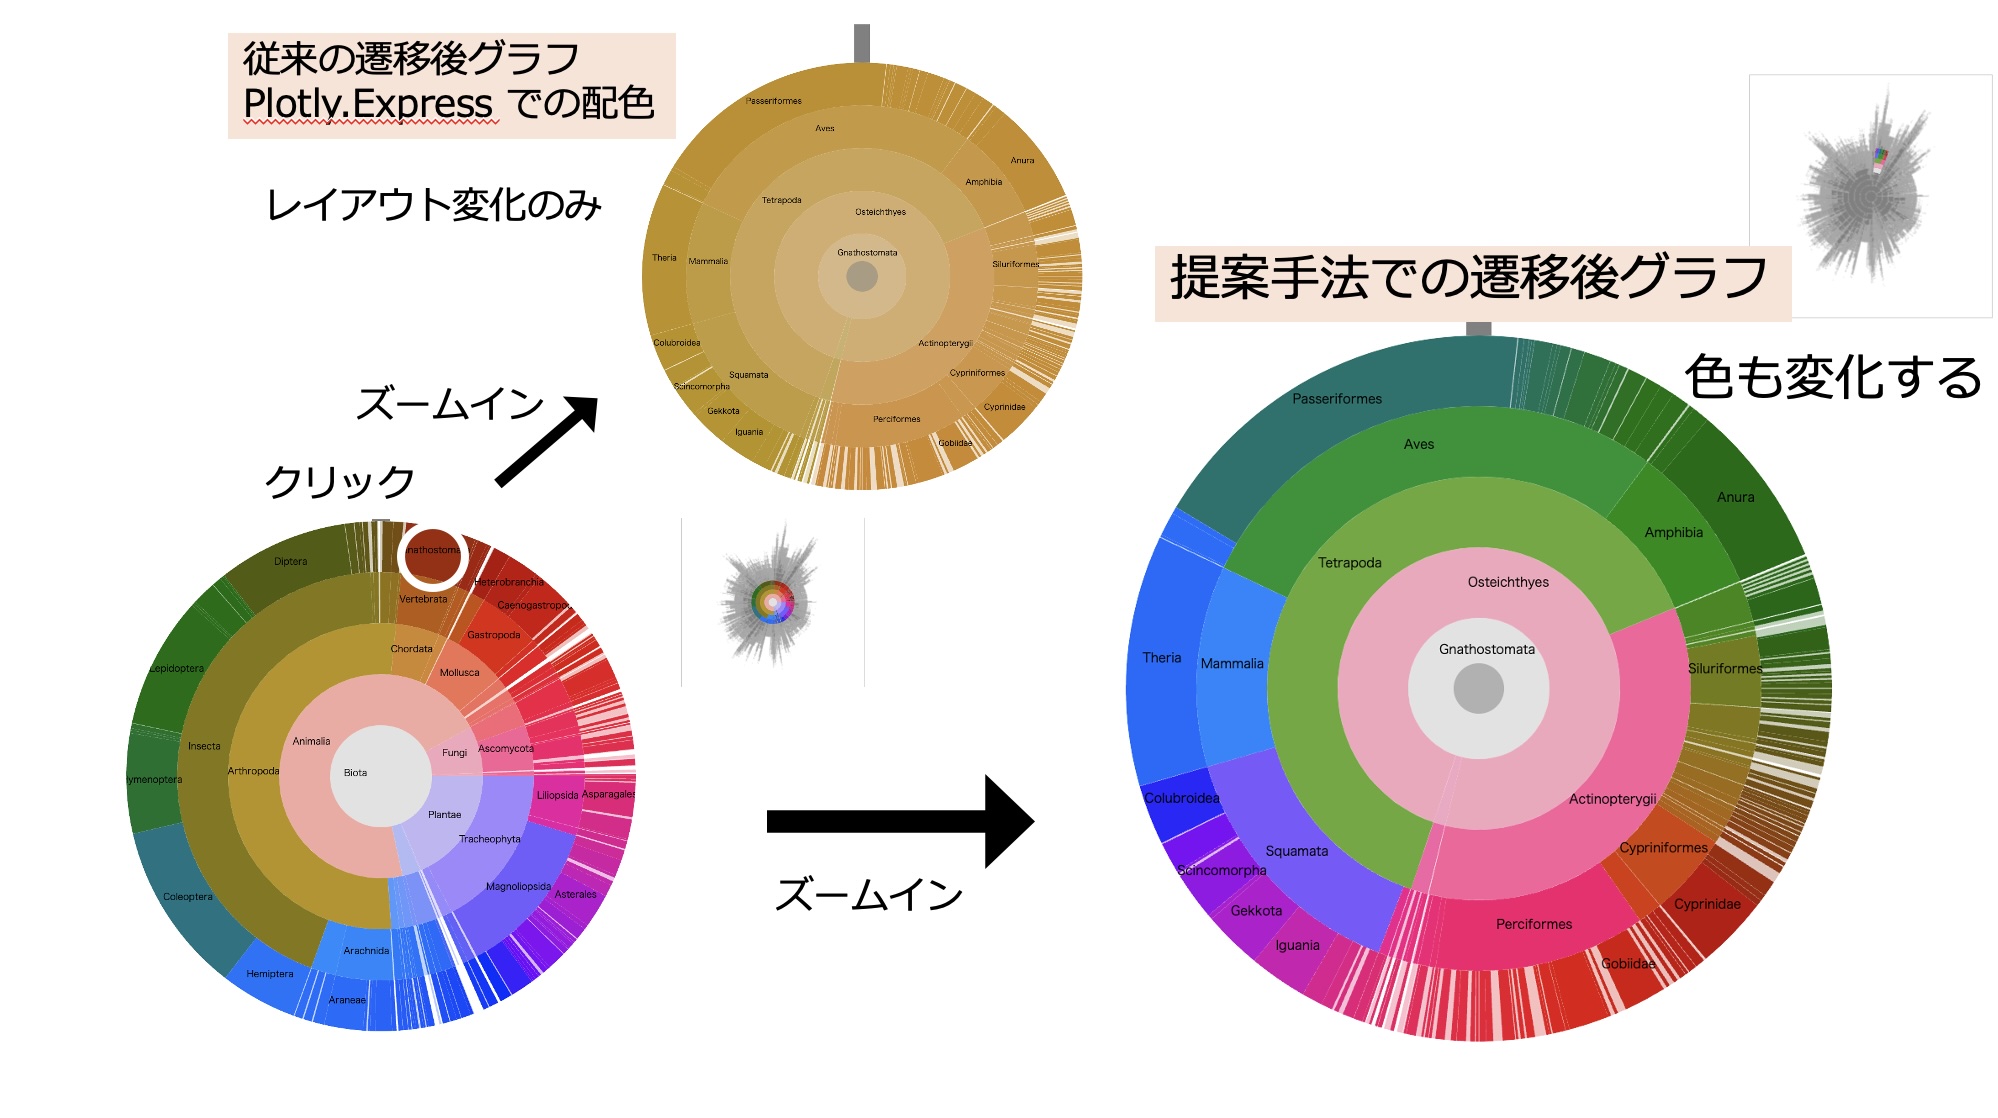 従来の遷移後グラフ
Plotly.Express での配色
レイアウト変化のみ
ズームイン
クリック
Passeriformes
Aves
Anura
Amphibia
Tetrapoda
Osteichthyes
Gnathostomata
Theria
Mammalia
Siluriformes
Colubroidea
Actinopterygii
Squamata
Scincomorpha
Cypriniformes
Gekkota
Cyprinidae
Iguania
Perciformes
Gobiidae
提案手法での遷移後グラフ
色も変化する
Diptera
nathostoma
Heterobranchia
Vertebrata
Caenogastropo
Gastropoda
Chordata
Lepidoptera
Mollusca
Animalia
Insecta
Fungi
Ascomycota
Arthropoda
Biota
ymenoptera
Liliopsida
Asparagales
Plantae
Tracheophyta
Coleoptera
Magnoliopsida
Asterales
Arachnida
Hemiptera
Araneae
ズームイン
Passeriformes
Aves
Anura
Amphibia
Tetrapoda
Osteichthyes
Gnathostomata
Theria
Mammalia
Siluriformes
Colubroidea
Actinopterygii
Squamata
Cypriniformes
Scincomorpha
Gekkota
Cyprinidae
Iguania
Perciformes
Gobiidae